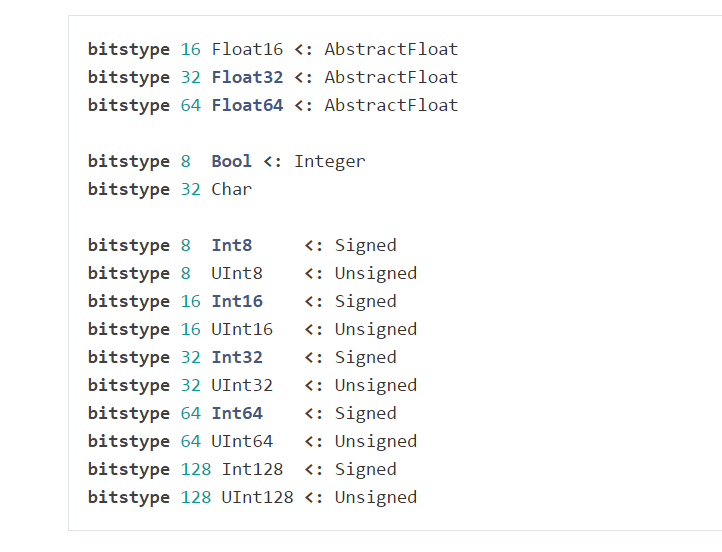 bitstype 16 Float16 <: AbstractFloat
bitstype 32 Float32 <: AbstractFloat
bitstype 64 Float64 <: AbstractFloat
bitstype 8  Bool <: Integer
bitstype 32 Char
bitstype 8  Int8     <: Signed
bitstype 8  UInt8    <: Unsigned
bitstype 16 Int16    <: Signed
bitstype 16 UInt16   <: Unsigned
bitstype 32 Int32    <: Signed
bitstype 32 UInt32   <: Unsigned
bitstype 64 Int64    <: Signed
bitstype 64 UInt64   <: Unsigned
bitstype 128 Int128  <: Signed
bitstype 128 UInt128 <: Unsigned